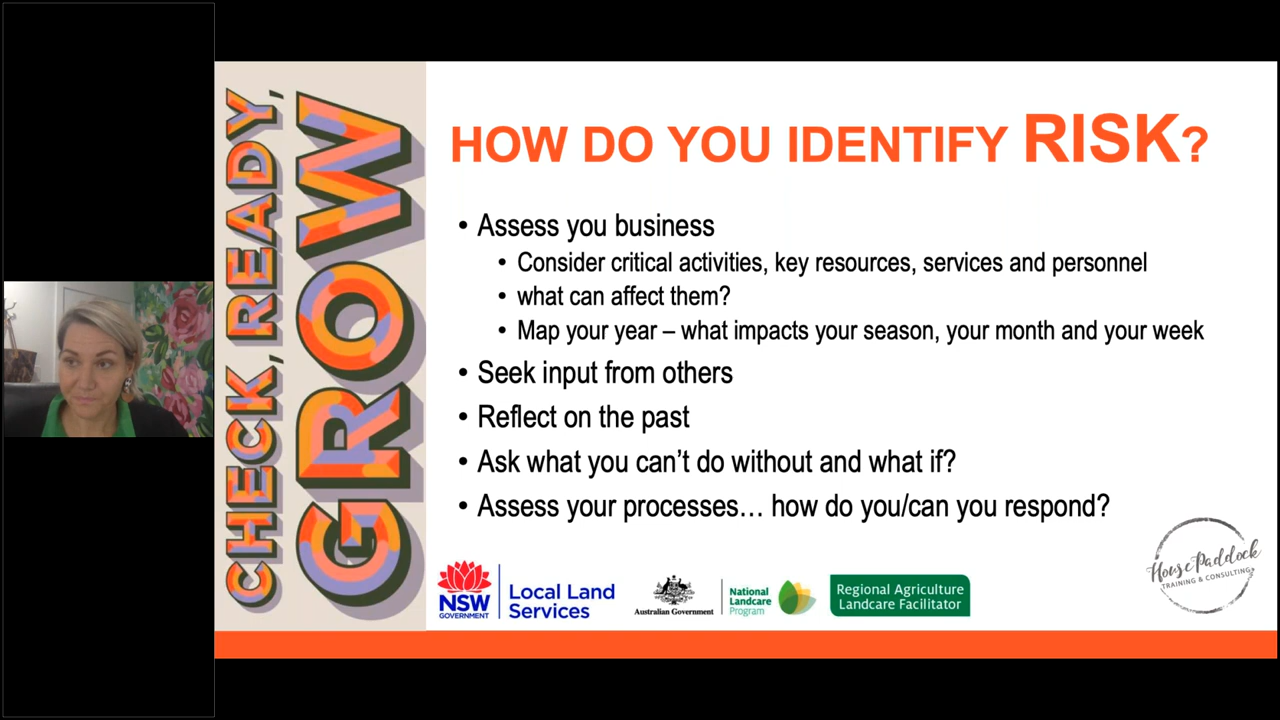 CHECK, READY,
GROW
HOW DO YOU IDENTIFY RISK?
• Assess you business
• Consider critical activities, key resources, services and personnel
• what can affect them?
• Map your year – what impacts your season, your month and your week
• Seek input from others
• Reflect on the past
• Ask what you can’t do without and what if?
• Assess your processes… how do you/can you respond?
NSW
GOVERNMENT
Local Land
Services
Australian Government
National
Landcare
Program
Regional Agriculture
Landcare Facilitator
House Paddock
TRAINING & CONSULTING